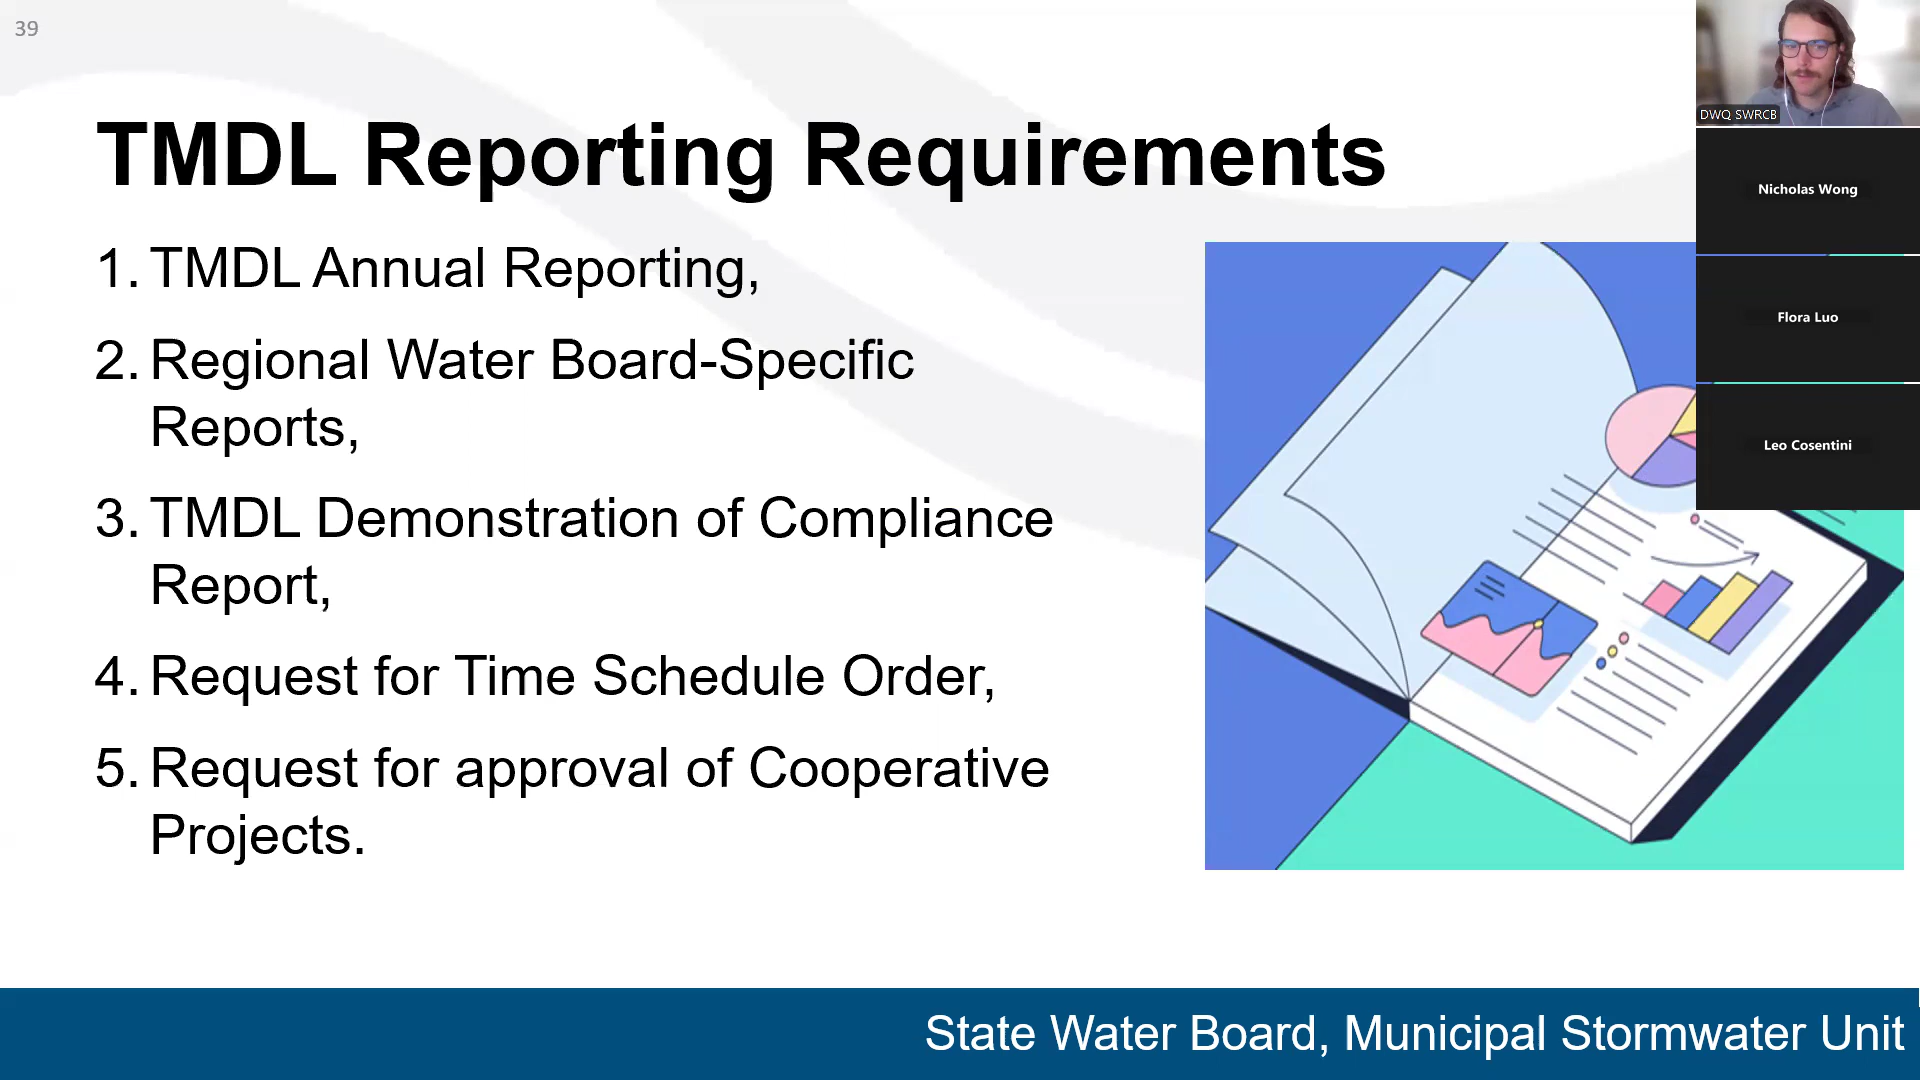 39
TMDL Reporting Requirements
1. TMDL Annual Reporting,
2. Regional Water Board-Specific
Reports,
3. TMDL Demonstration of Compliance
Report,
4. Request for Time Schedule Order,
5. Request for approval of Cooperative
Projects.
State Water Board, Municipal Stormwater Unit
DWQ SWRCB
Nicholas Wong
Flora Luo
Leo Cosentini